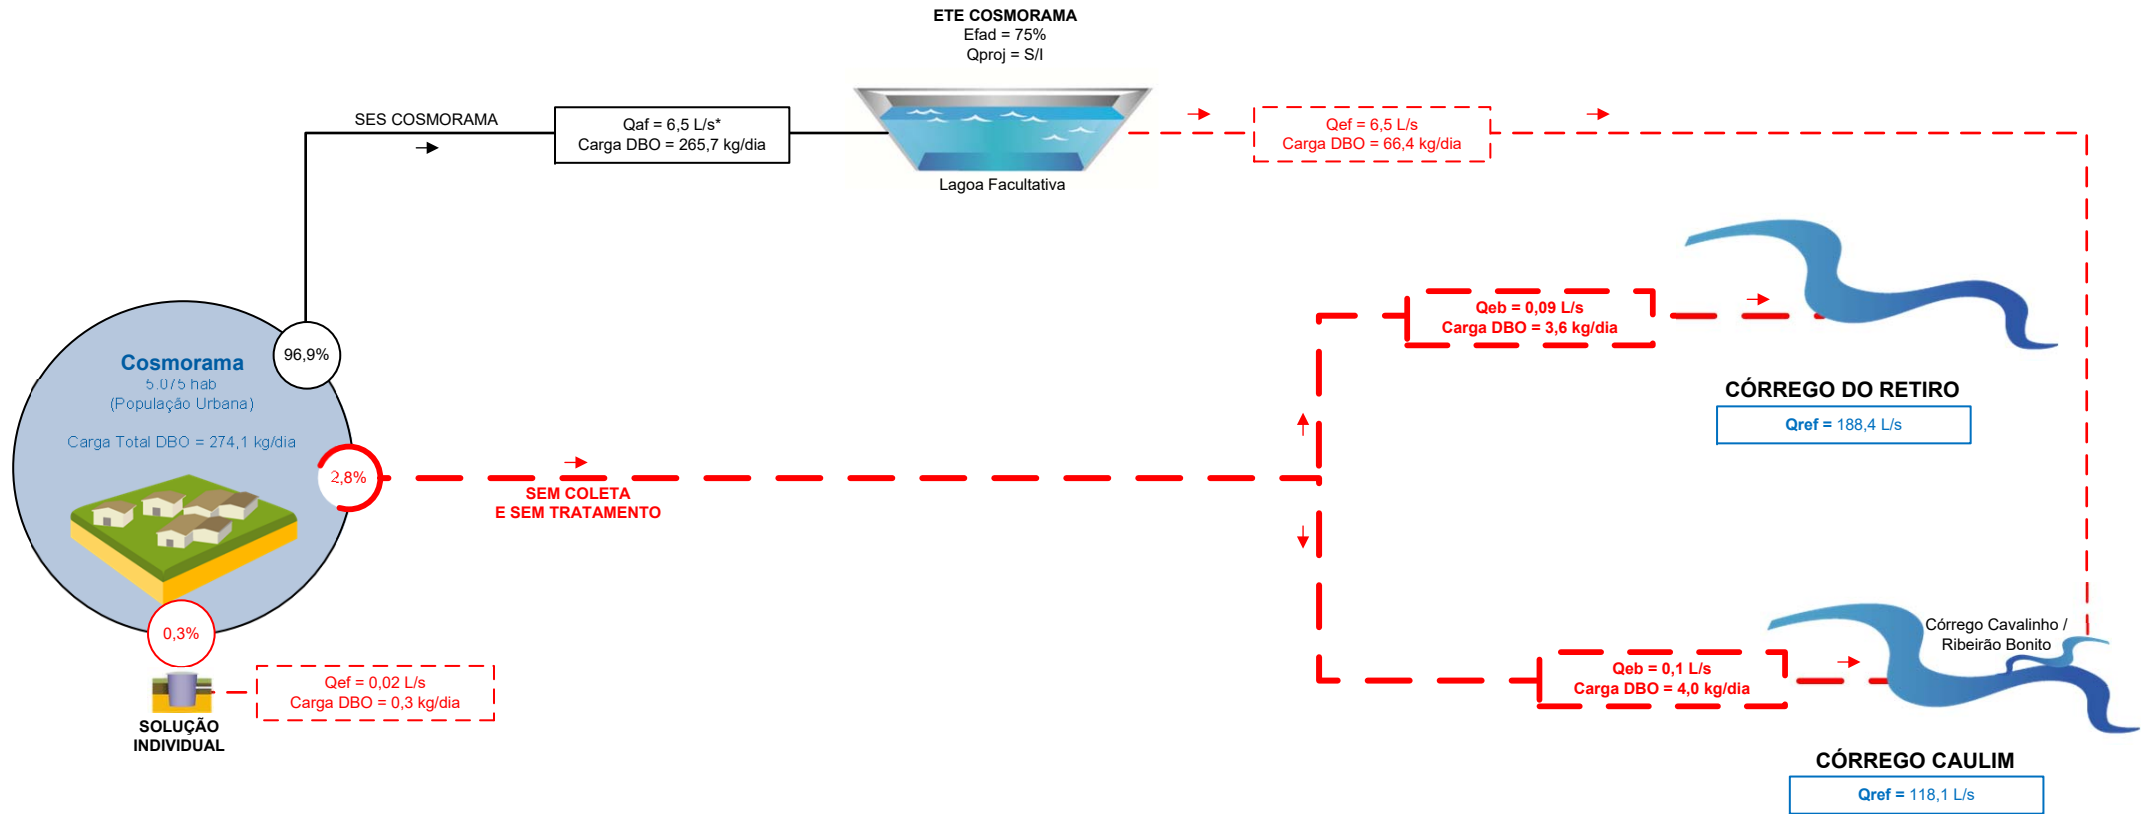 ETE COSMORAMA
Efad = 75%
Qproj = S/I
SES COSMORAMA
Qaf = 6,5 L/s*
Carga DBO = 265,7 kg/dia
Qef = 6,5 L/s
Carga DBO = 66,4 kg/dia
Lagoa Facultativa
96,9%
Cosmorama
5.075 hab
(População Urbana)
Carga Total DBO = 274,1 kg/dia
2,8%
SEM COLETA
E SEM TRATAMENTO
Qeb = 0,09 L/s
Carga DBO = 3,6 kg/dia
CÓRREGO DO RETIRO
Qref = 188,4 L/s
0,3%
Qef = 0,02 L/s
Carga DBO = 0,3 kg/dia
SOLUÇÃO
INDIVIDUAL
Qeb = 0,1 L/s
Carga DBO = 4,0 kg/dia
Córrego Cavalinho /
Ribeirão Bonito
CÓRREGO CAULIM
Qref = 118,1 L/s